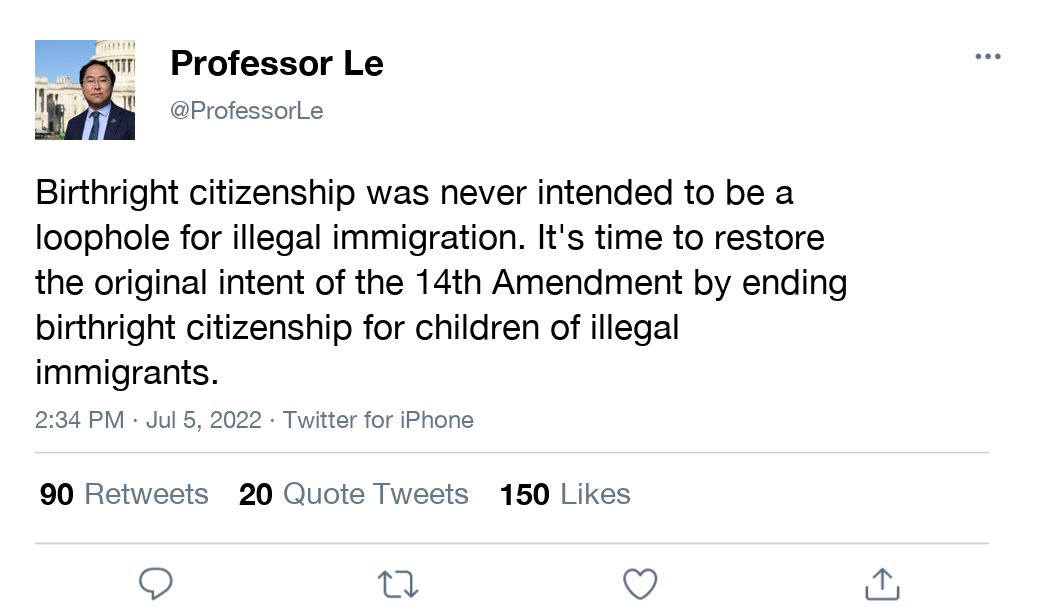 Professor Le
@ProfessorLe
Birthright citizenship was never intended to be a
loophole for illegal immigration. It's time to restore
the original intent of the 14th Amendment by ending
birthright citizenship for children of illegal
immigrants.
2:34 PM · Jul 5, 2022 · Twitter for iPhone
90 Retweets 20 Quote Tweets 150 Likes